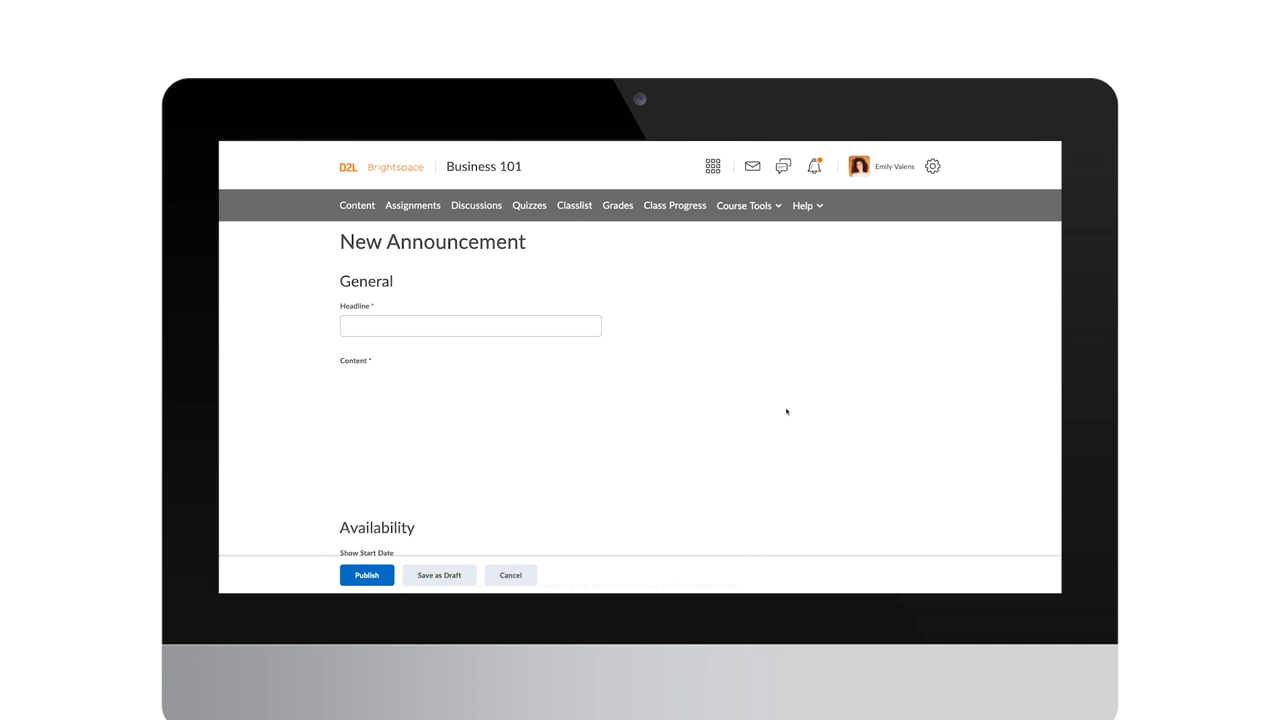 D2L Brightspace Business 101 Emily Valens
Content Assignments Discussions Quizzes Classlist Grades Class Progress Course Tools Help
New Announcement
General
Headline *
Content *
Availability
Show Start Date
Publish Save as Draft Cancel